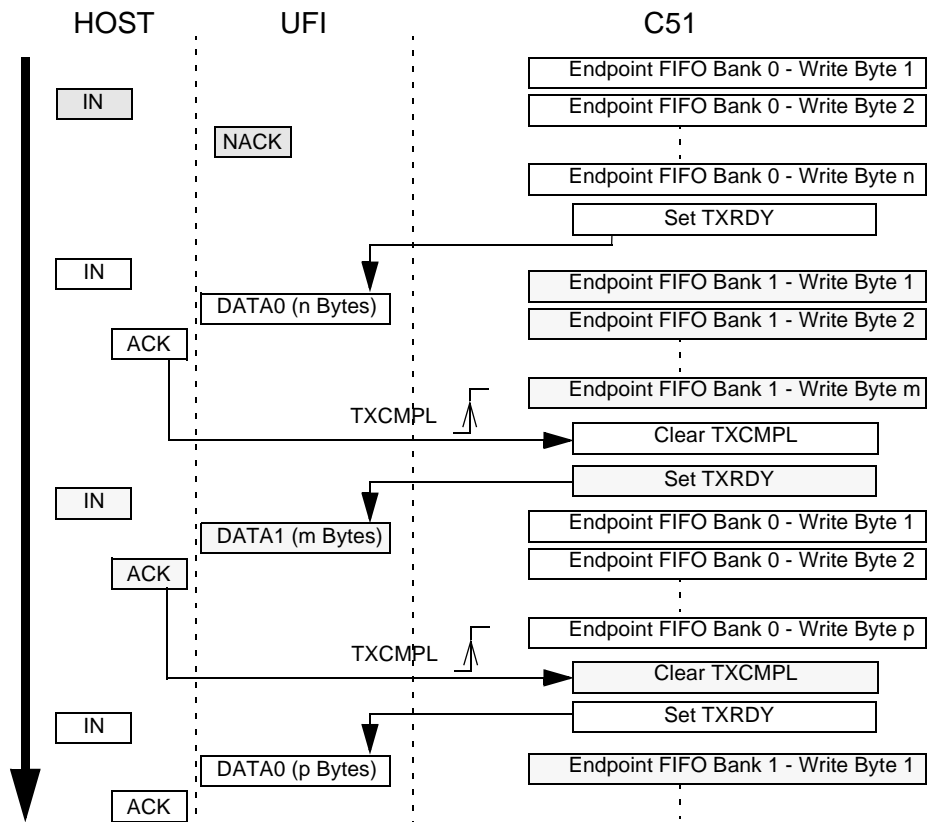 HOST UFI C51
Endpoint FIFO Bank 0 - Write Byte 1
IN
Endpoint FIFO Bank 0 - Write Byte 2
NACK
Endpoint FIFO Bank 0 - Write Byte n
Set TXRDY
IN
Endpoint FIFO Bank 1 - Write Byte 1
DATA0 (n Bytes)
Endpoint FIFO Bank 1 - Write Byte 2
ACK
Endpoint FIFO Bank 1 - Write Byte m
TXCMPL
Clear TXCMPL
Set TXRDY
IN
Endpoint FIFO Bank 0 - Write Byte 1
DATA1 (m Bytes)
Endpoint FIFO Bank 0 - Write Byte 2
ACK
Endpoint FIFO Bank 0 - Write Byte p
TXCMPL
Clear TXCMPL
Set TXRDY
IN
DATA0 (p Bytes)
Endpoint FIFO Bank 1 - Write Byte 1
ACK